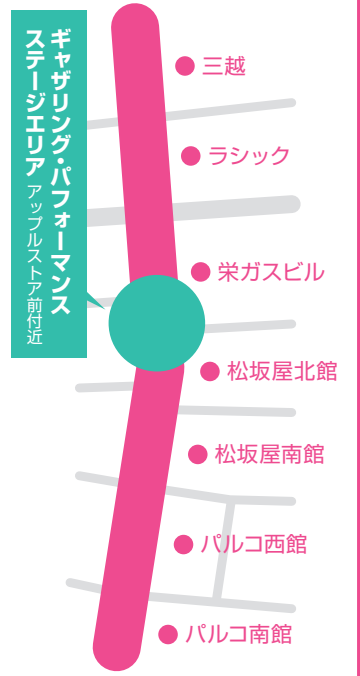 ギャザリング・パフォーマンス
ステージエリア アップルストア前付近
三越
ラシック
栄ガスビル
松坂屋北館
松坂屋南館
パルコ西館
パルコ南館